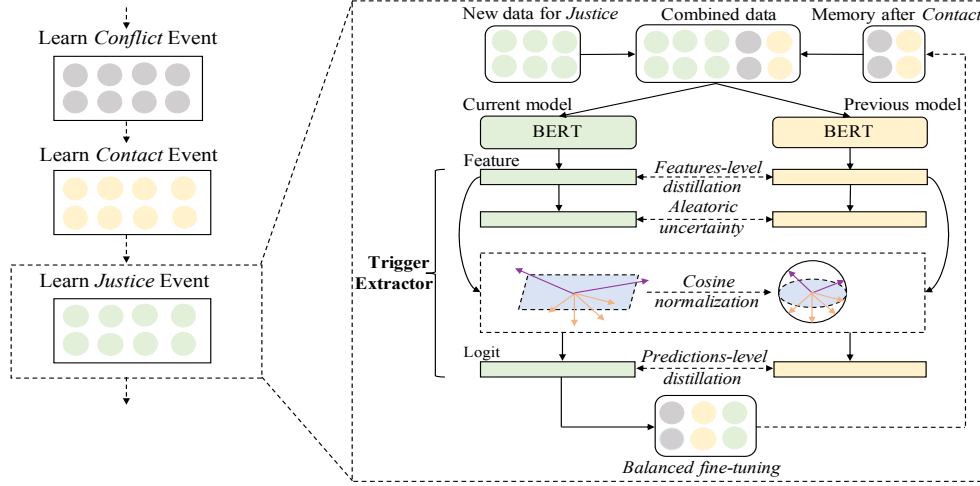 Learn Conflict Event
Learn Contact Event
Learn Justice Event
New data for Justice
Combined data
Memory after Contact
Current model
Previous model
BERT
BERT
Feature
Features-level
distillation
Aleatoric
uncertainty
Trigger
Extractor
Cosine
normalization
Logit
Predictions-level
distillation
Balanced fine-tuning